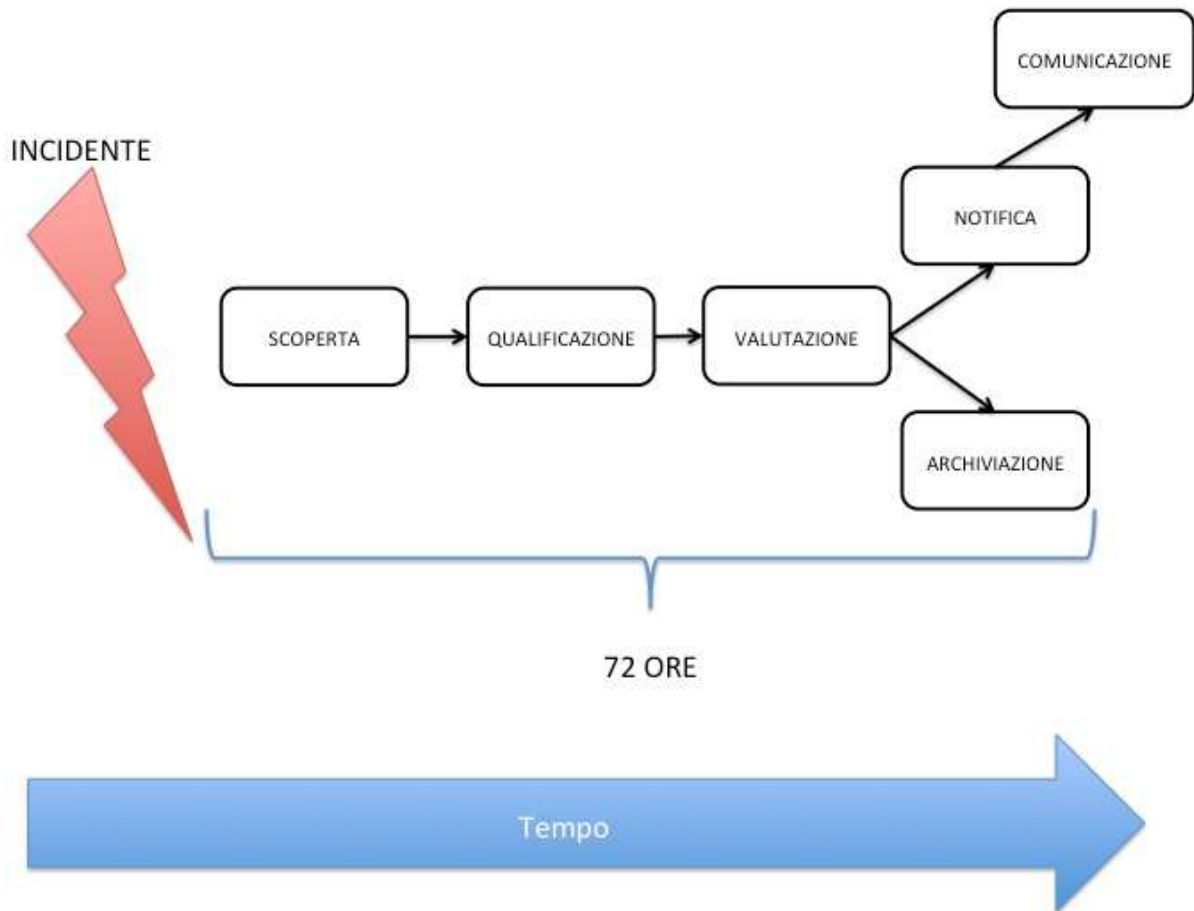 COMUNICAZIONE
INCIDENTE
NOTIFICA
SCOPERTA
QUALIFICAZIONE
VALUTAZIONE
ARCHIVIAZIONE
72 ORE
Tempo